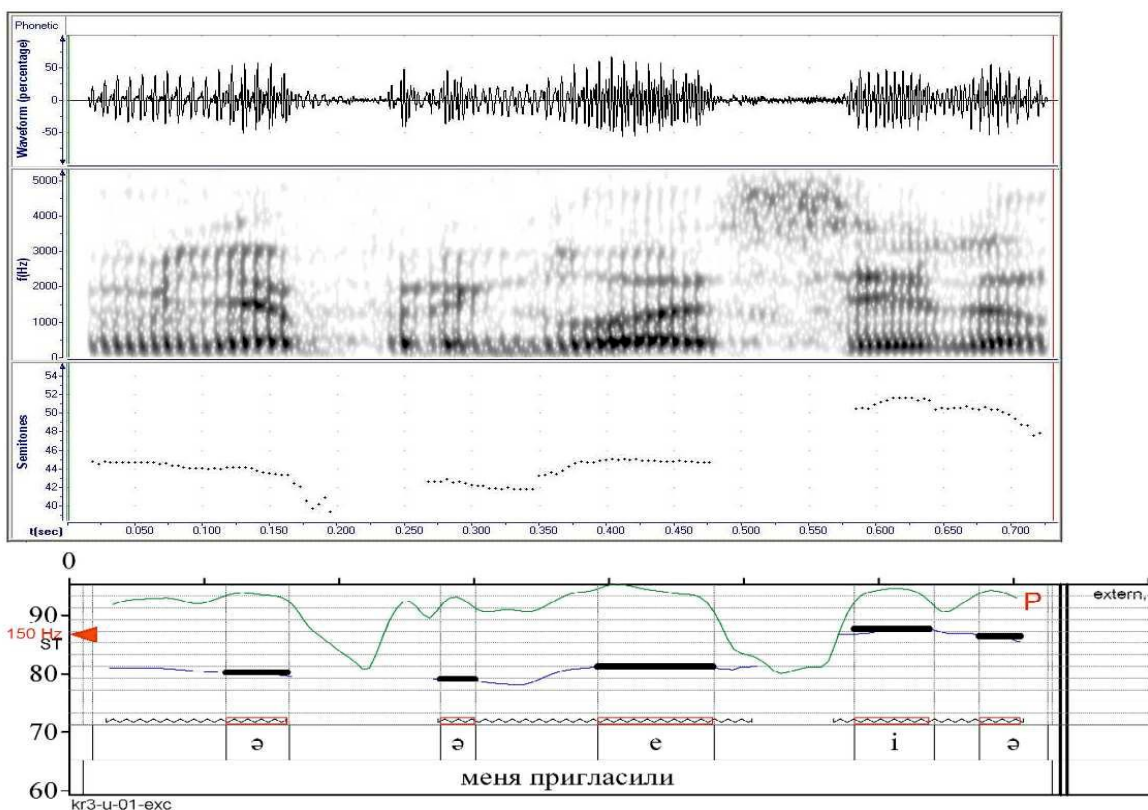 Phonetic
Waveform (percentage)
50
0
-50
f(Hz)
5000
4000
3000
2000
1000
0
Semitones
54
52
50
48
46
44
42
40
t(sec)
0.050 0.100 0.150 0.200 0.250 0.300 0.350 0.400 0.450 0.500 0.550 0.600 0.650 0.700
0
90
150 Hz
ST
80
70
60
P
extern,
ə ə e i ə
меня пригласили
kr3-u-01-exc